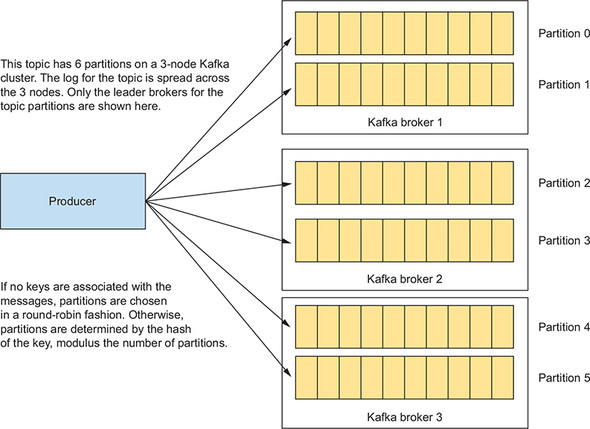 This topic has 6 partitions on a 3-node Kafka
cluster. The log for the topic is spread across
the 3 nodes. Only the leader brokers for the
topic partitions are shown here.
Partition 0
Partition 1
Kafka broker 1
Producer
Partition 2
Partition 3
Kafka broker 2
If no keys are associated with the
messages, partitions are chosen
in a round-robin fashion. Otherwise,
partitions are determined by the hash
of the key, modulus the number of partitions.
Partition 4
Partition 5
Kafka broker 3